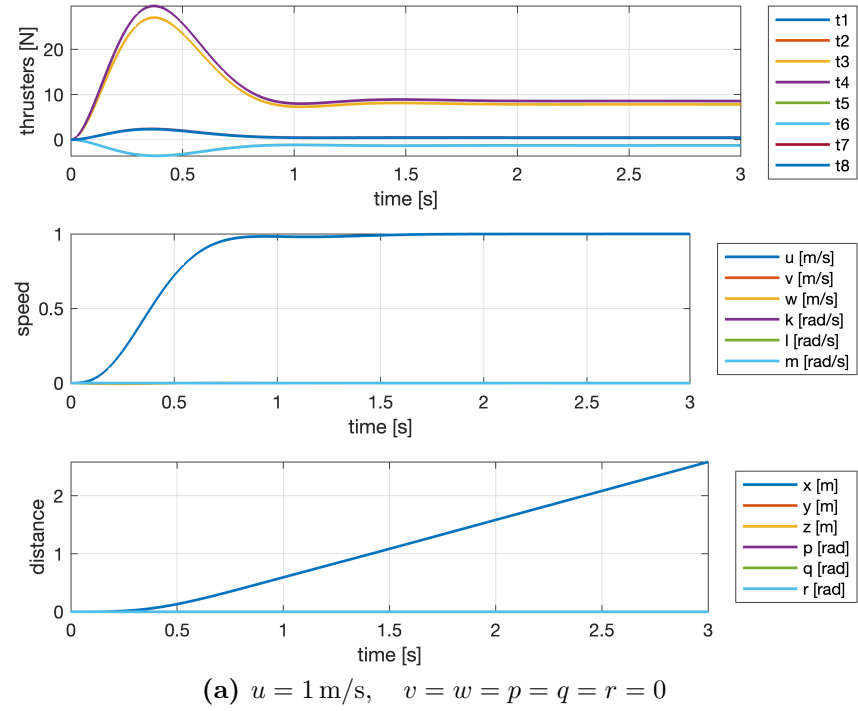 thrusters [N]
20
10
0
0
0.5
1
1.5
2
2.5
3
time [s]
t1
t2
t3
t4
t5
t6
t7
t8
speed
1
0.5
0
0
0.5
1
1.5
2
2.5
3
time [s]
u [m/s]
v [m/s]
w [m/s]
k [rad/s]
l [rad/s]
m [rad/s]
distance
2
1
0
0
0.5
1
1.5
2
2.5
3
time [s]
x [m]
y [m]
z [m]
p [rad]
q [rad]
r [rad]
(a) u = 1 m/s, v = w = p = q = r = 0